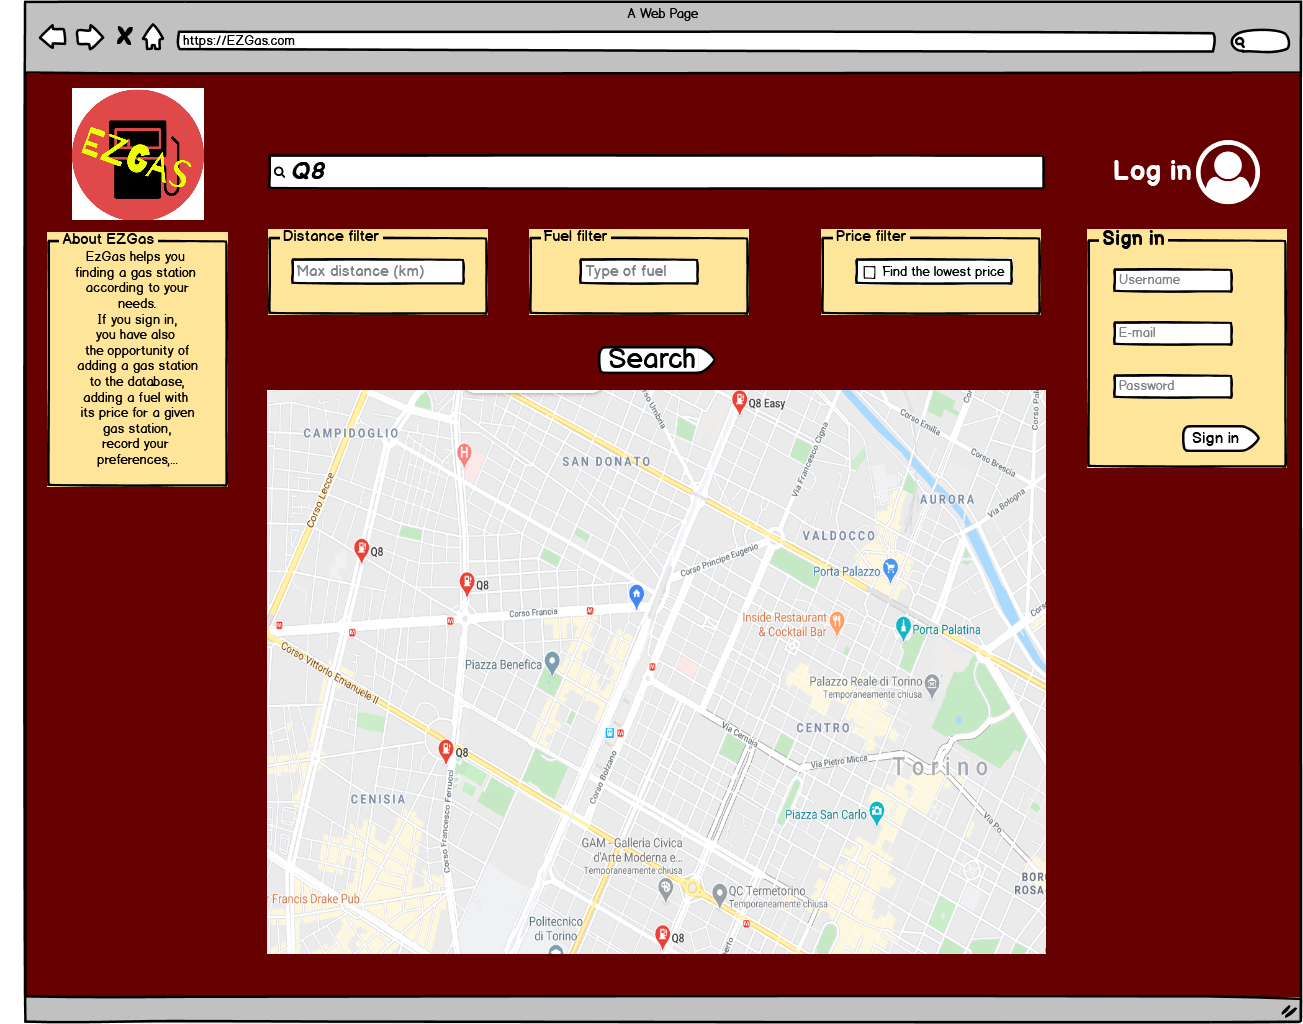 A Web Page
https://EZGas.com
EZGAS
Q8
Log in
About EZGas
EzGas helps you
finding a gas station
according to your
needs.
If you sign in,
you have also
the opportunity of
adding a gas station
to the database,
adding a fuel with
its price for a given
gas station,
record your
preferences,...
Distance filter
Max distance (km)
Fuel filter
Type of fuel
Price filter
Find the lowest price
Sign in
Username
E-mail
Password
Sign in
Search
Q8 Easy
CAMPIDOGLIO
Corso Umbria
Via Francesco Cigna
Corso Emilia
Corso Pal
Co
H
SAN DONATO
Corso Brescia
Corso Lecce
AURORA
Via Bologna
VALDOCCO
Q8
Corso Principe Eugenio
Porta Palazzo
Q8
Corso Francia
Corso
Inside Restaurant
& Cocktail Bar
Porta Palatina
Corso Vittorio Emanuele II
Piazza Benefica
Palazzo Reale di Torino
Temporaneamente chiusa
CENTRO
Via Cernaia
Via Pietro Micca
Torino
Q8
Corso Bolzano
CENISIA
Corso Francesco Ferrucci
Piazza San Carlo
Via Po
GAM - Galleria Civica
d'Arte Moderna e...
Temporaneamente chiusa
BOR
ROSA-
QC Termetorino
Temporaneamente chiusa
r Francis Drake Pub
Politecnico
di Torino
Q8
berto